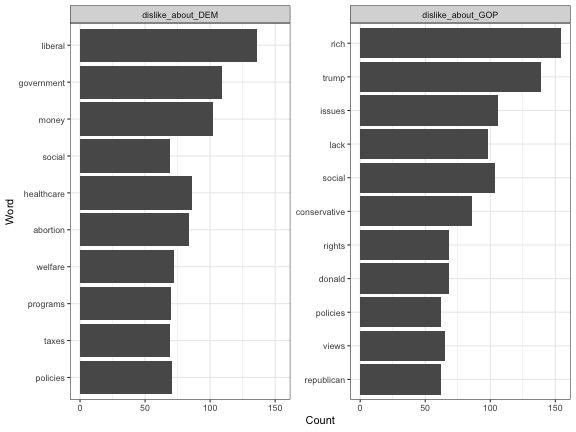 dislike_about_DEM
dislike_about_GOP
Word
liberal
government
money
social
healthcare
abortion
welfare
programs
taxes
policies
0 50 100 150
rich
trump
issues
lack
social
conservative
rights
donald
policies
views
republican
0 50 100 150
Count